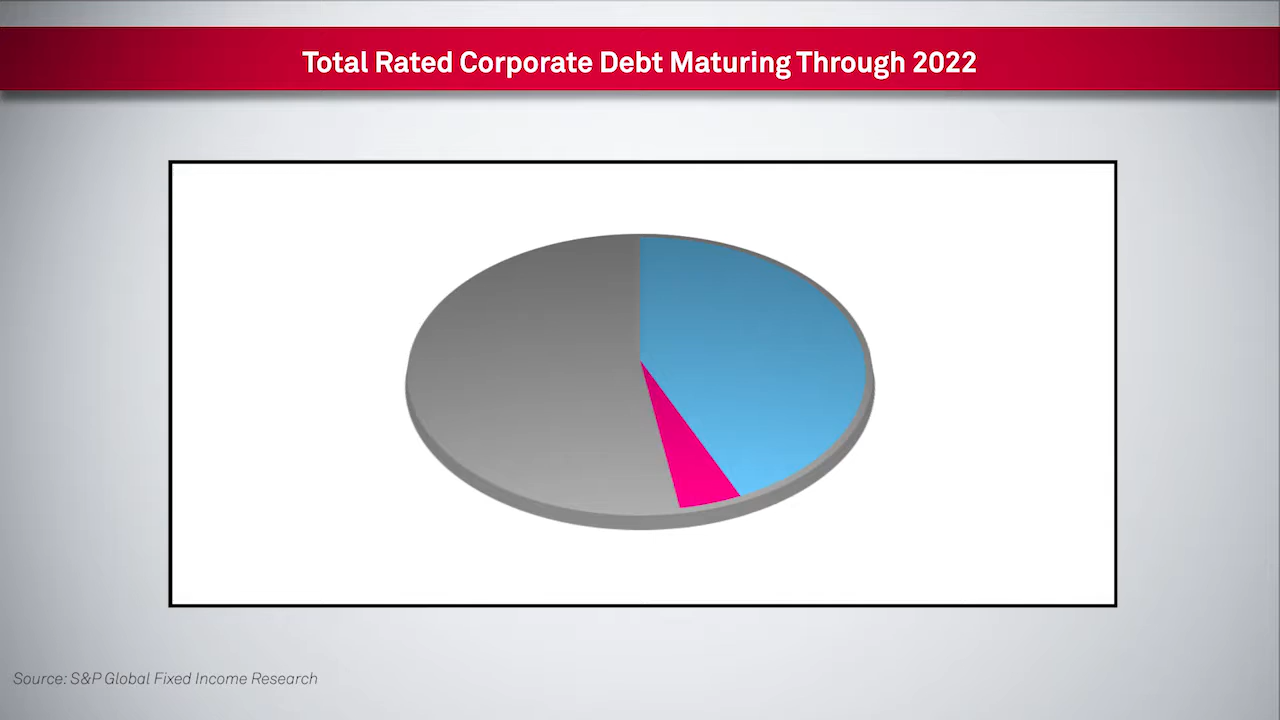 Total Rated Corporate Debt Maturing Through 2022
Source: S&P Global Fixed Income Research